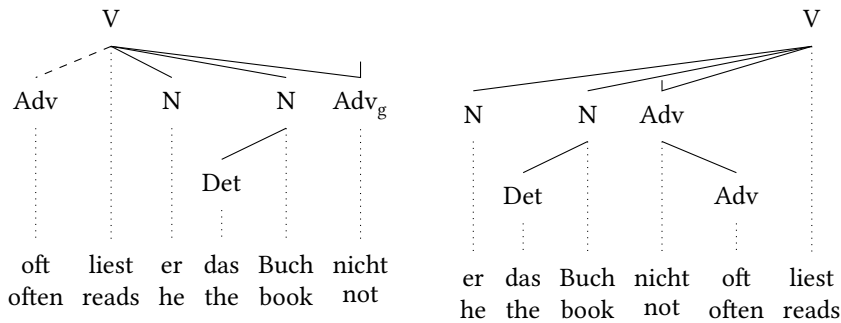 V
Adv N N Adv_g
Det
oft liest er das Buch nicht
often reads he the book not
V
N N Adv
Det Adv
er das Buch nicht oft liest
he the book not often reads